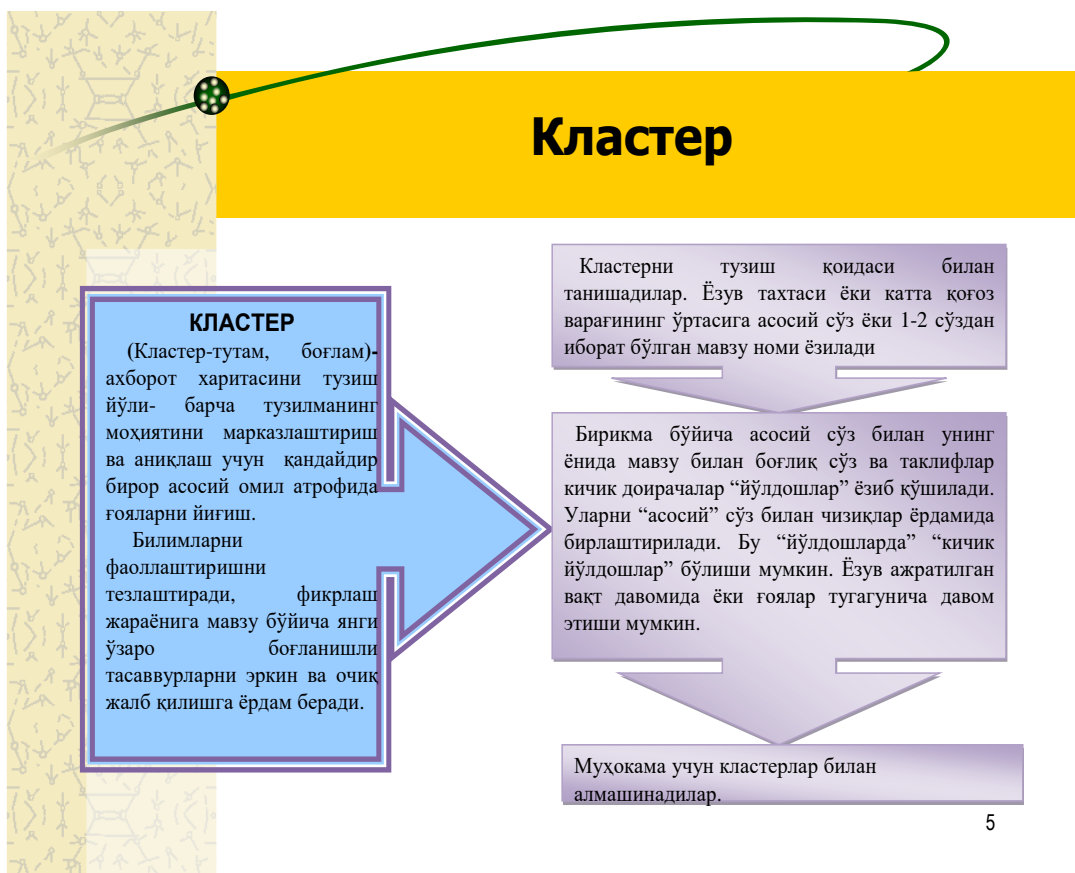 Кластер
КЛАСТЕР
(Кластер-тутам, боғлам)-
ахборот харитасини тузиш
йўли- барча тузилманинг
моҳиятини марказлаштириш
ва аниқлаш учун қандайдир
бирор асосий омил атрофида
ғояларни йиғиш.
Билимларни
фаоллаштиришни
тезлаштиради, фикрлаш
жараёнига мавзу бўйича янги
ўзаро боғланишли
тасаввурларни эркин ва очиқ
жалб қилишга ёрдам беради.
Кластерни тузиш қоидаси билан
танишадилар. Ёзув тахтаси ёки катта қоғоз
варағининг ўртасига асосий сўз ёки 1-2 сўздан
иборат бўлган мавзу номи ёзилади
Бирикма бўйича асосий сўз билан унинг
ёнида мавзу билан боғлиқ сўз ва таклифлар
кичик доирачалар “йўлдошлар” ёзиб қўшилади.
Уларни “асосий” сўз билан чизиқлар ёрдамида
бирлаштирилади. Бу “йўлдошларда” “кичик
йўлдошлар” бўлиши мумкин. Ёзув ажратилган
вақт давомида ёки ғоялар тугагунича давом
этиши мумкин.
Муҳокама учун кластерлар билан
алмашинадилар.
5